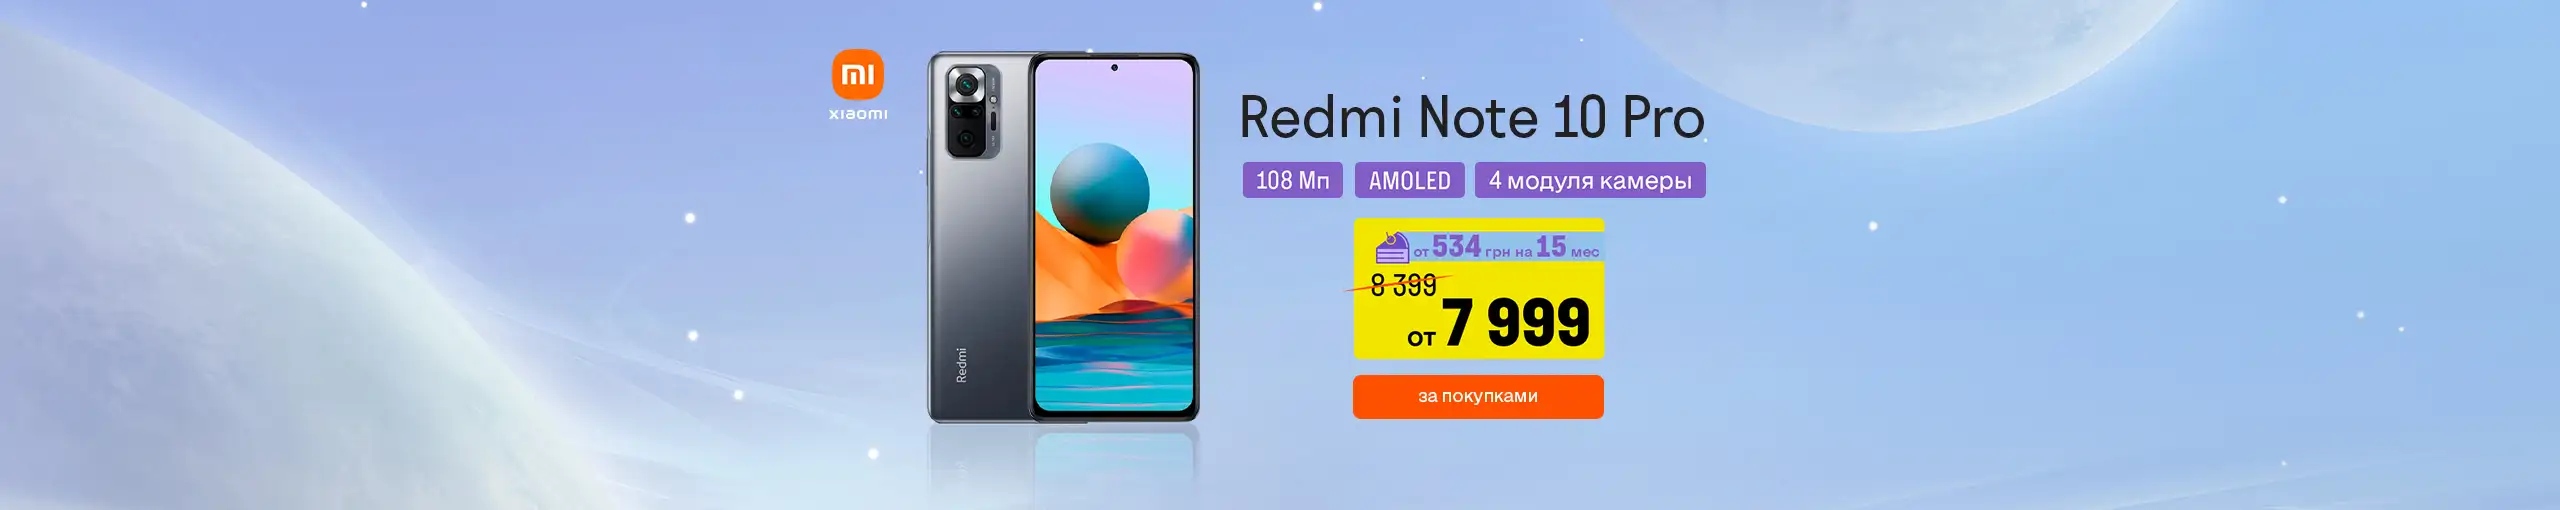 mi
xiaomi
Redmi
Redmi Note 10 Pro
108 Мп
AMOLED
4 модуля камеры
от 534 грн на 15 мес
8 399
от 7 999
за покупками